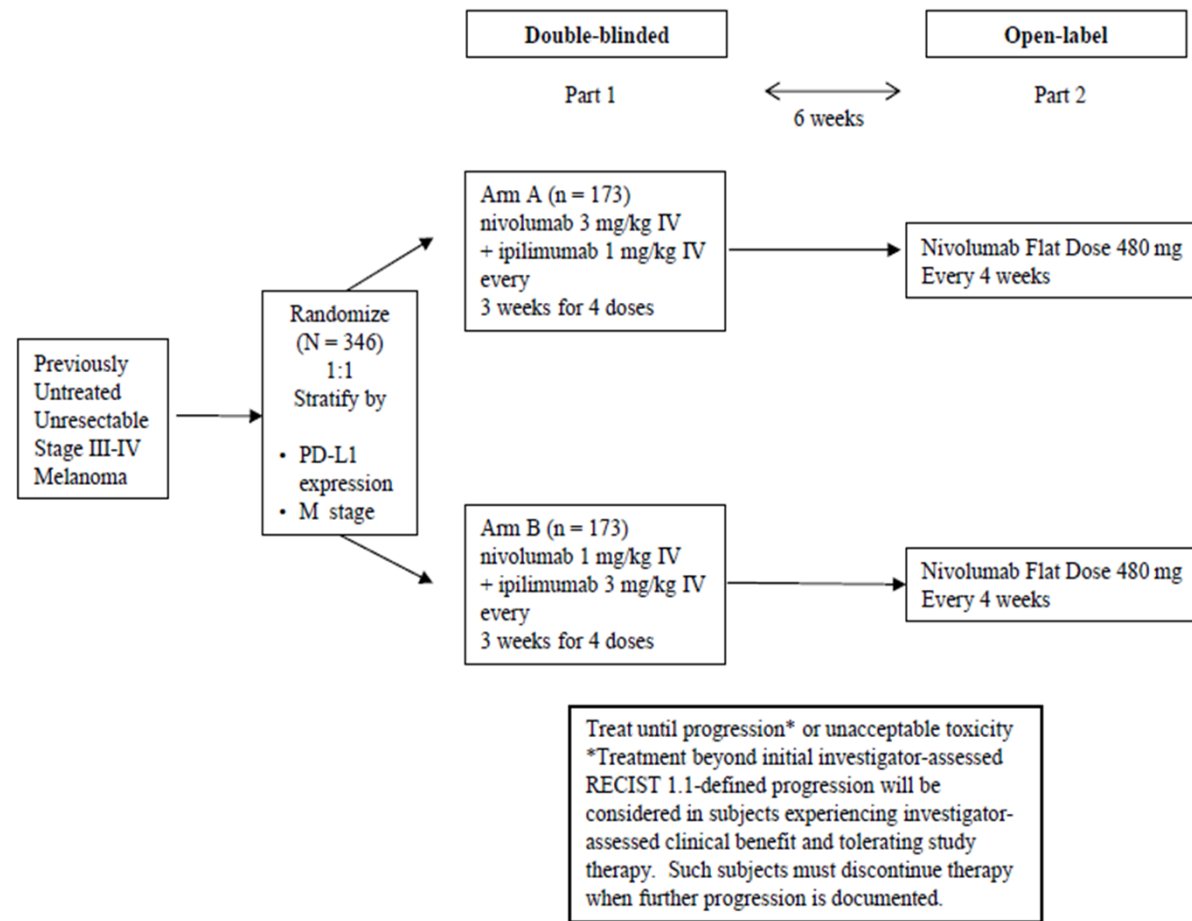 Double-blinded
Open-label
Part 1
6 weeks
Part 2
Previously
Untreated
Unresectable
Stage III-IV
Melanoma
Randomize
(N = 346)
1:1
Stratify by
• PD-L1
expression
• M stage
Arm A (n = 173)
nivolumab 3 mg/kg IV
+ ipilimumab 1 mg/kg IV
every
3 weeks for 4 doses
Nivolumab Flat Dose 480 mg
Every 4 weeks
Arm B (n = 173)
nivolumab 1 mg/kg IV
+ ipilimumab 3 mg/kg IV
every
3 weeks for 4 doses
Nivolumab Flat Dose 480 mg
Every 4 weeks
Treat until progression* or unacceptable toxicity
*Treatment beyond initial investigator-assessed
RECIST 1.1-defined progression will be
considered in subjects experiencing investigator-
assessed clinical benefit and tolerating study
therapy. Such subjects must discontinue therapy
when further progression is documented.